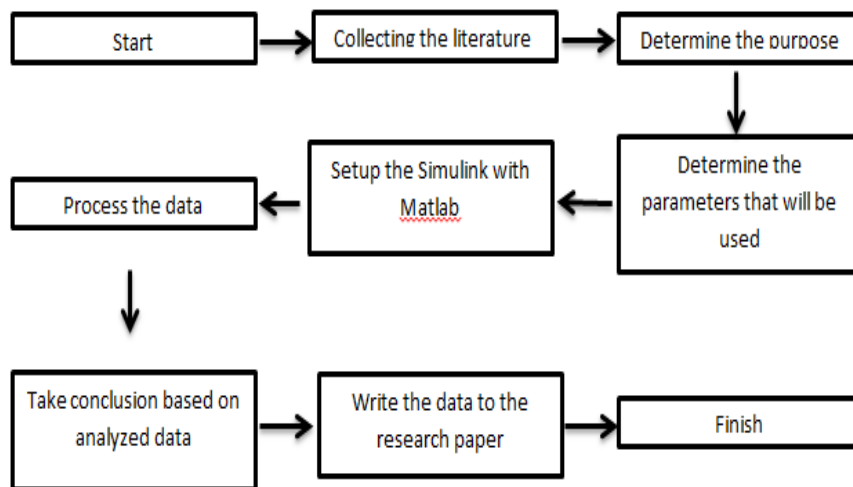 Start
Collecting the literature
Determine the purpose
Determine the
parameters that will be
used
Setup the Simulink with
Matlab
Process the data
Take conclusion based on
analyzed data
Write the data to the
research paper
Finish